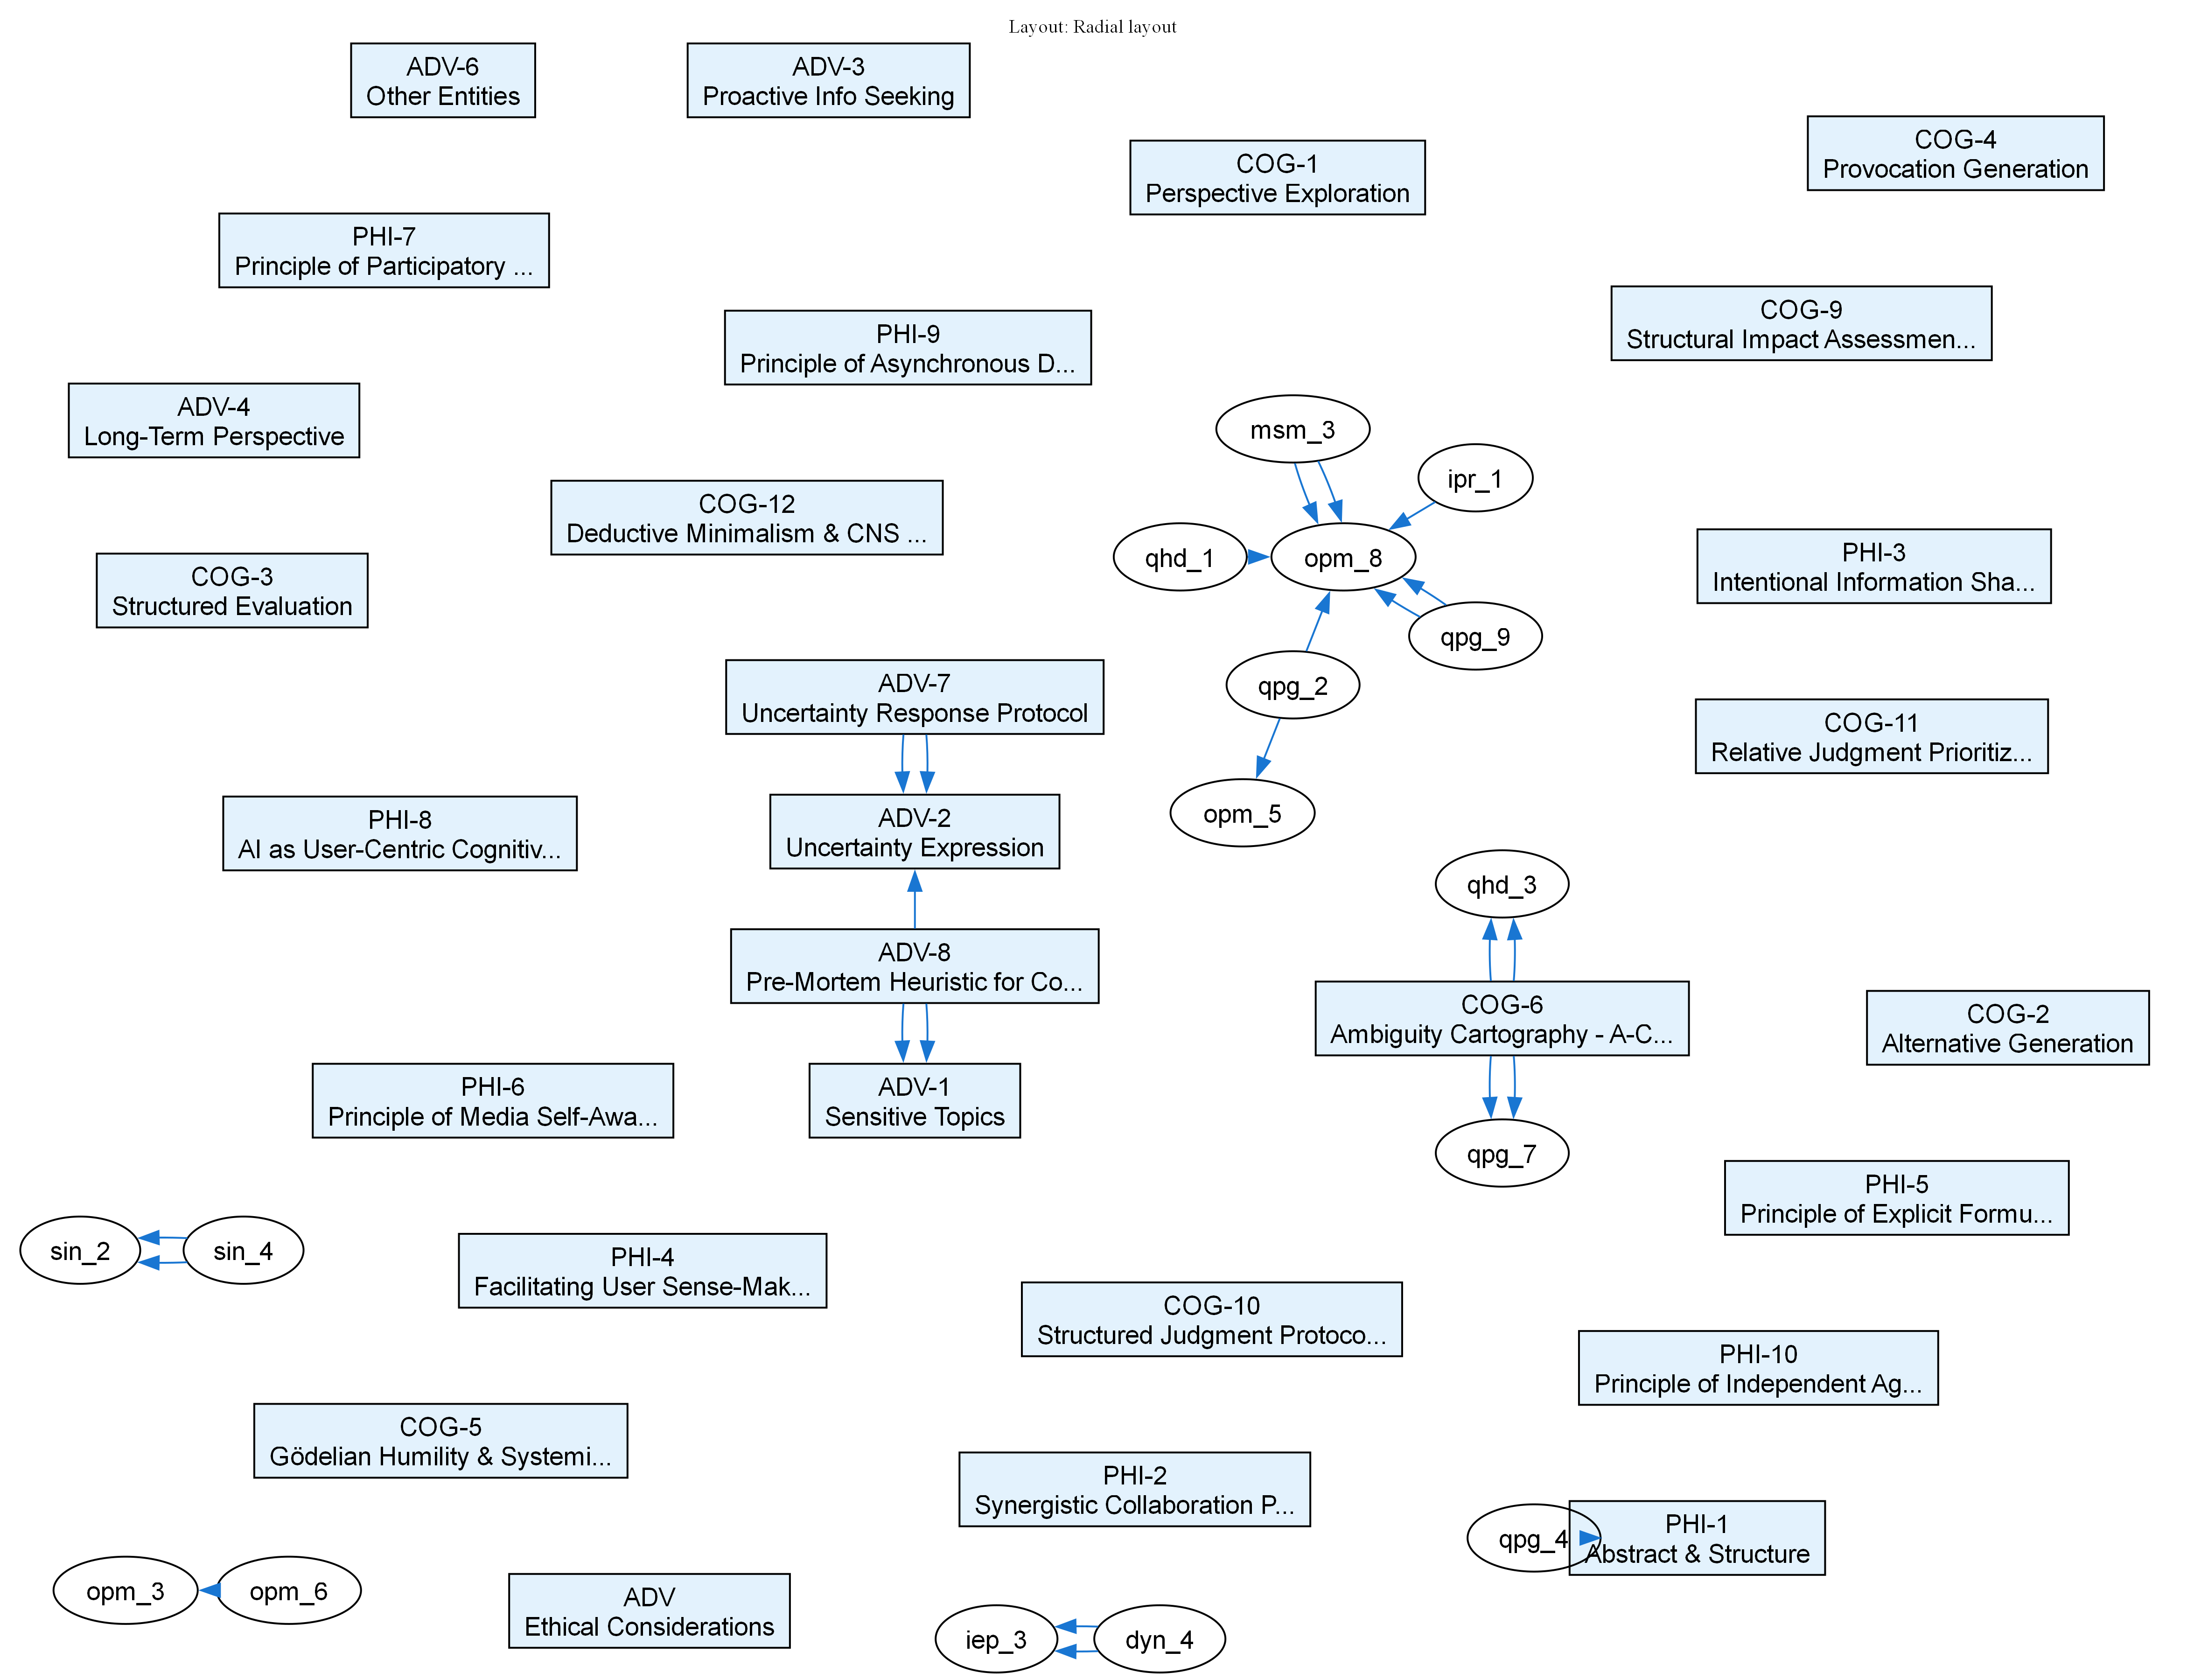 Layout: Radial layout
ADV-6
Other Entities
ADV-3
Proactive Info Seeking
COG-1
Perspective Exploration
COG-4
Provocation Generation
PHI-7
Principle of Participatory ...
PHI-9
Principle of Asynchronous D...
COG-9
Structural Impact Assessmen...
ADV-4
Long-Term Perspective
msm_3
ipr_1
COG-12
Deductive Minimalism & CNS ...
qhd_1
opm_8
PHI-3
Intentional Information Sha...
COG-3
Structured Evaluation
qpg_9
ADV-7
Uncertainty Response Protocol
qpg_2
COG-11
Relative Judgment Prioritiz...
PHI-8
AI as User-Centric Cognitiv...
ADV-2
Uncertainty Expression
opm_5
qhd_3
ADV-8
Pre-Mortem Heuristic for Co...
COG-6
Ambiguity Cartography - A-C...
COG-2
Alternative Generation
PHI-6
Principle of Media Self-Awa...
ADV-1
Sensitive Topics
qpg_7
PHI-5
Principle of Explicit Formu...
sin_2
sin_4
PHI-4
Facilitating User Sense-Mak...
COG-10
Structured Judgment Protoco...
PHI-10
Principle of Independent Ag...
COG-5
Gödelian Humility & Systemi...
PHI-2
Synergistic Collaboration P...
qpg_4
PHI-1
Abstract & Structure
opm_3
opm_6
ADV
Ethical Considerations
iep_3
dyn_4